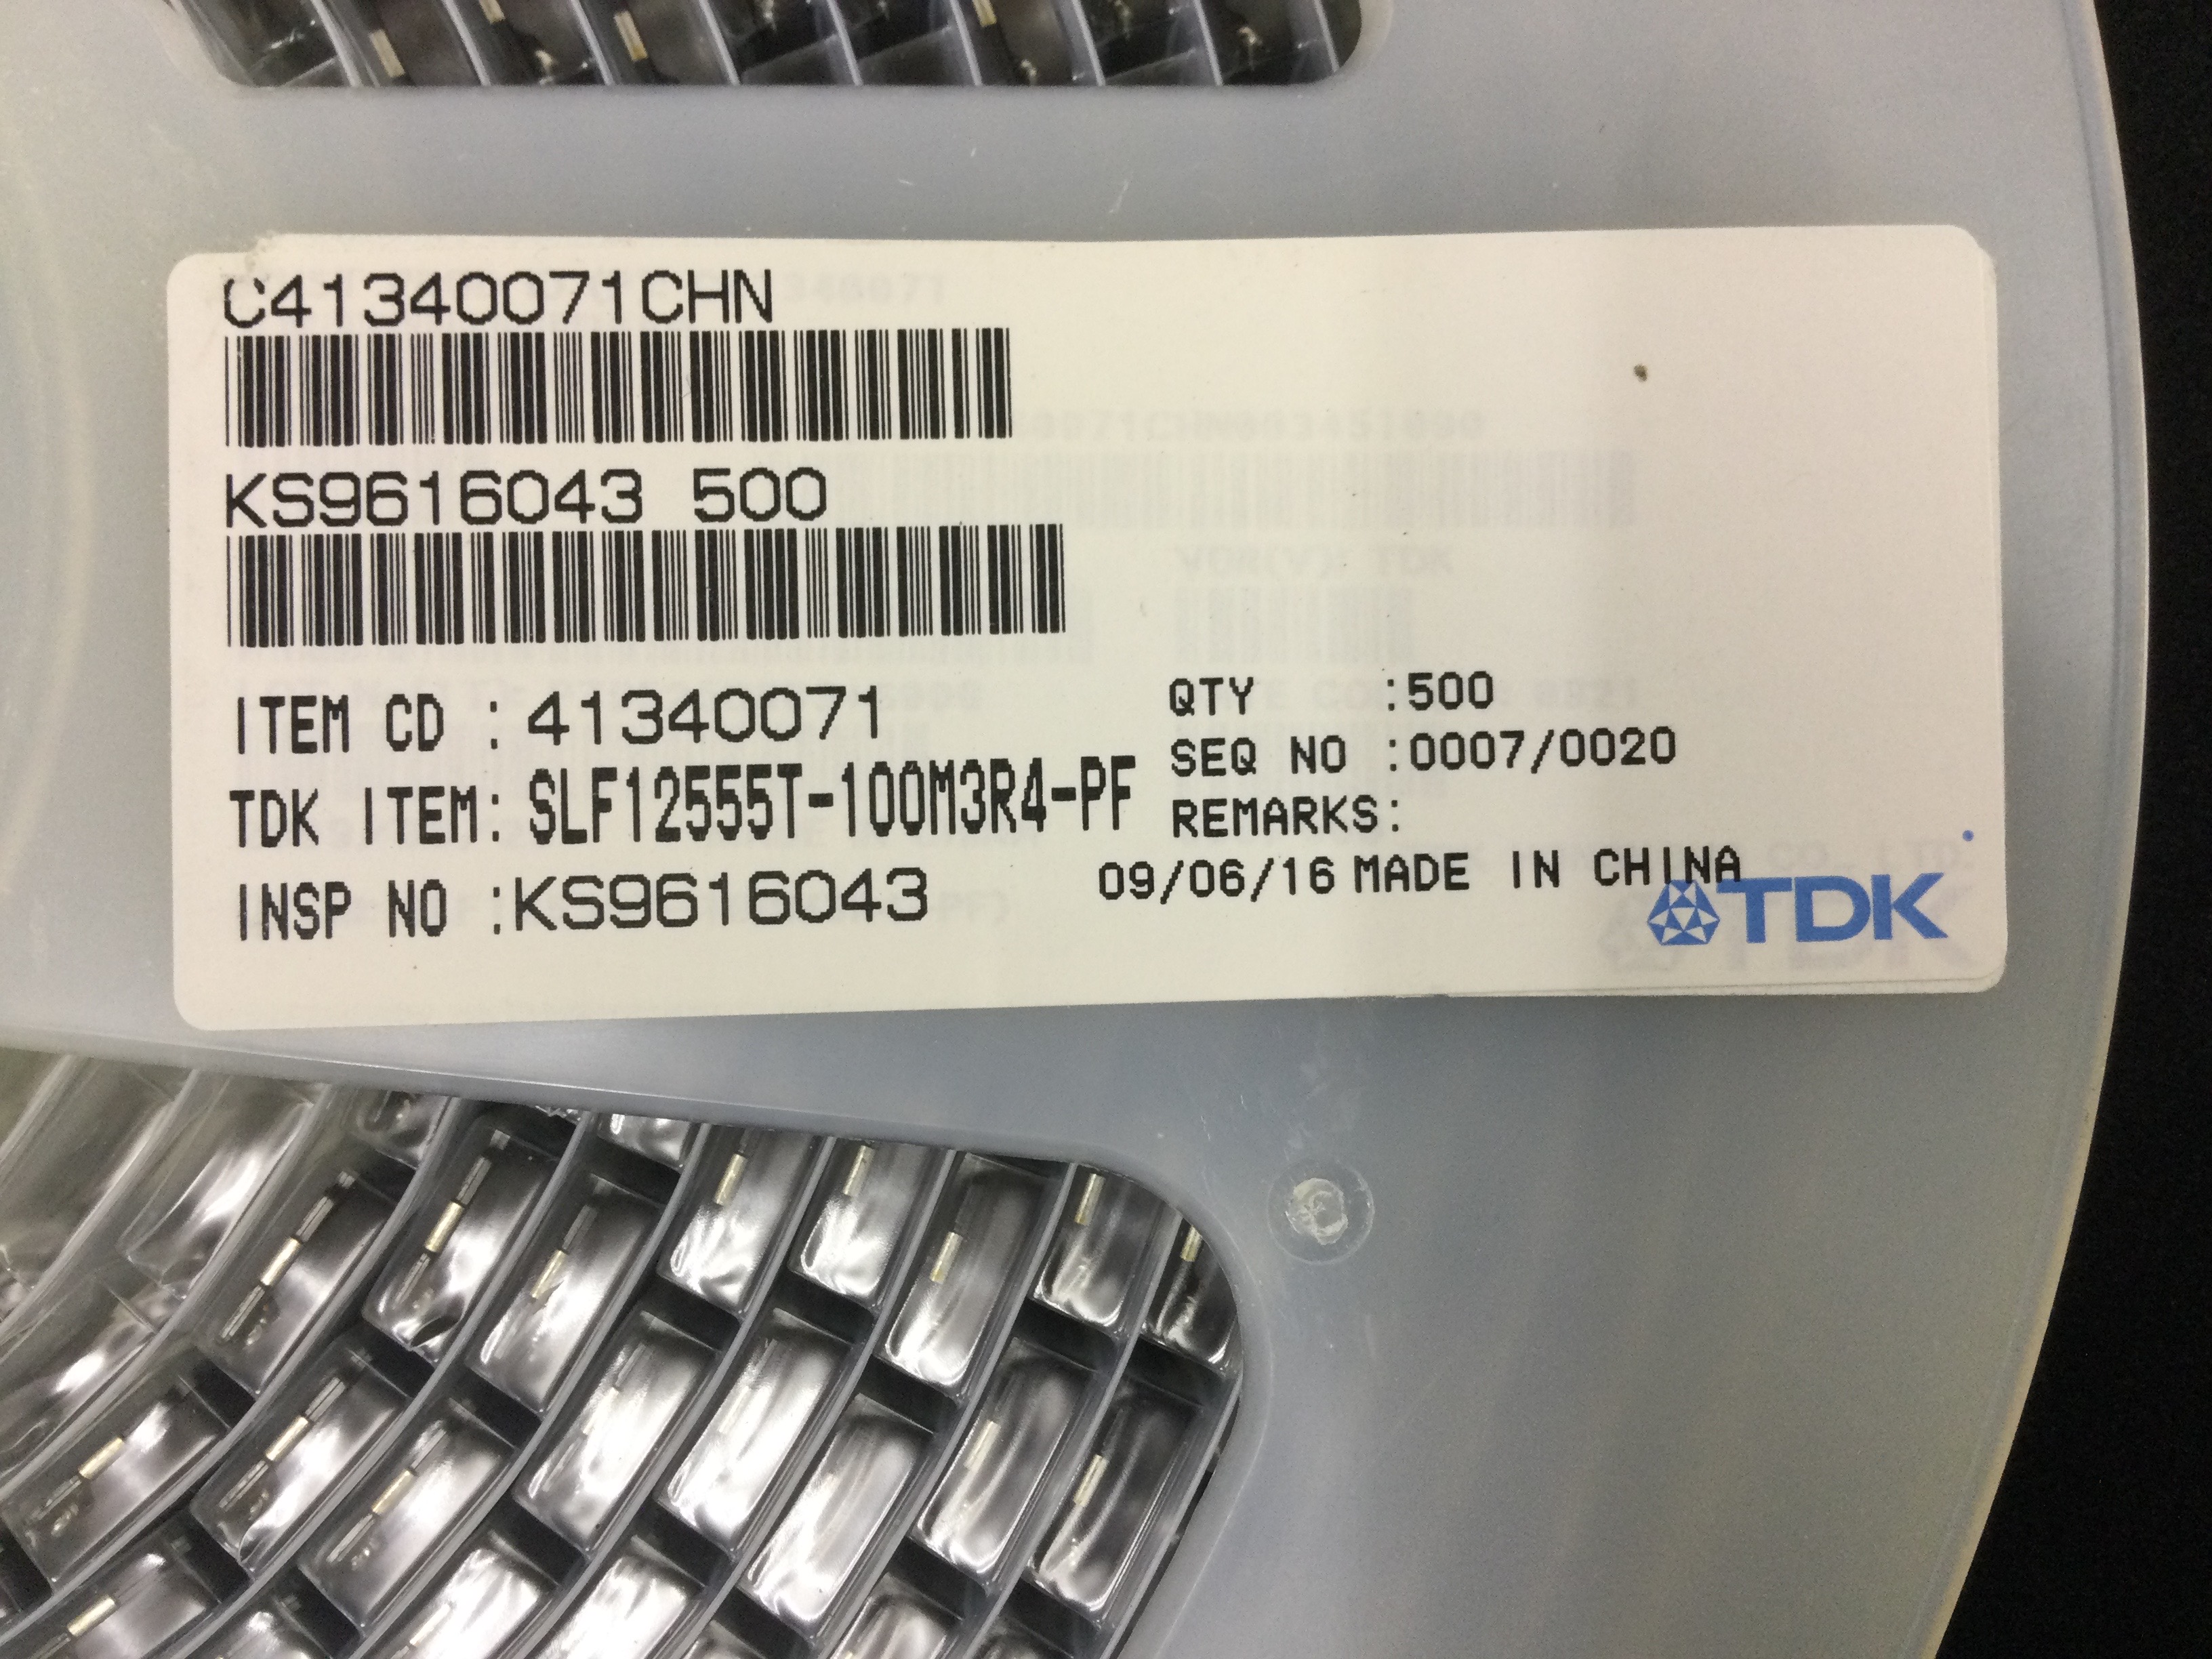 C41340071CHN
KS9616043 500
ITEM CD : 41340071
QTY :500
TDK ITEM: SLF12555T-100M3R4-PF
SEQ NO :0007/0020
REMARKS:
INSP NO :KS9616043
09/06/16 MADE IN CHINA
TDK